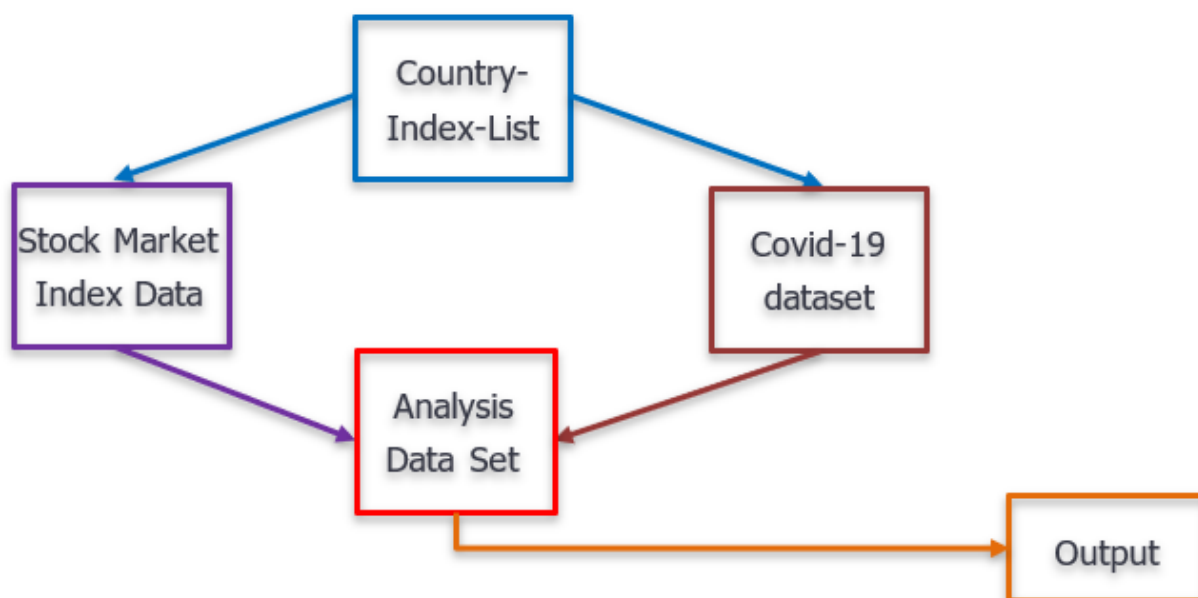 Country-
Index-List
Stock Market
Index Data
Covid-19
dataset
Analysis
Data Set
Output